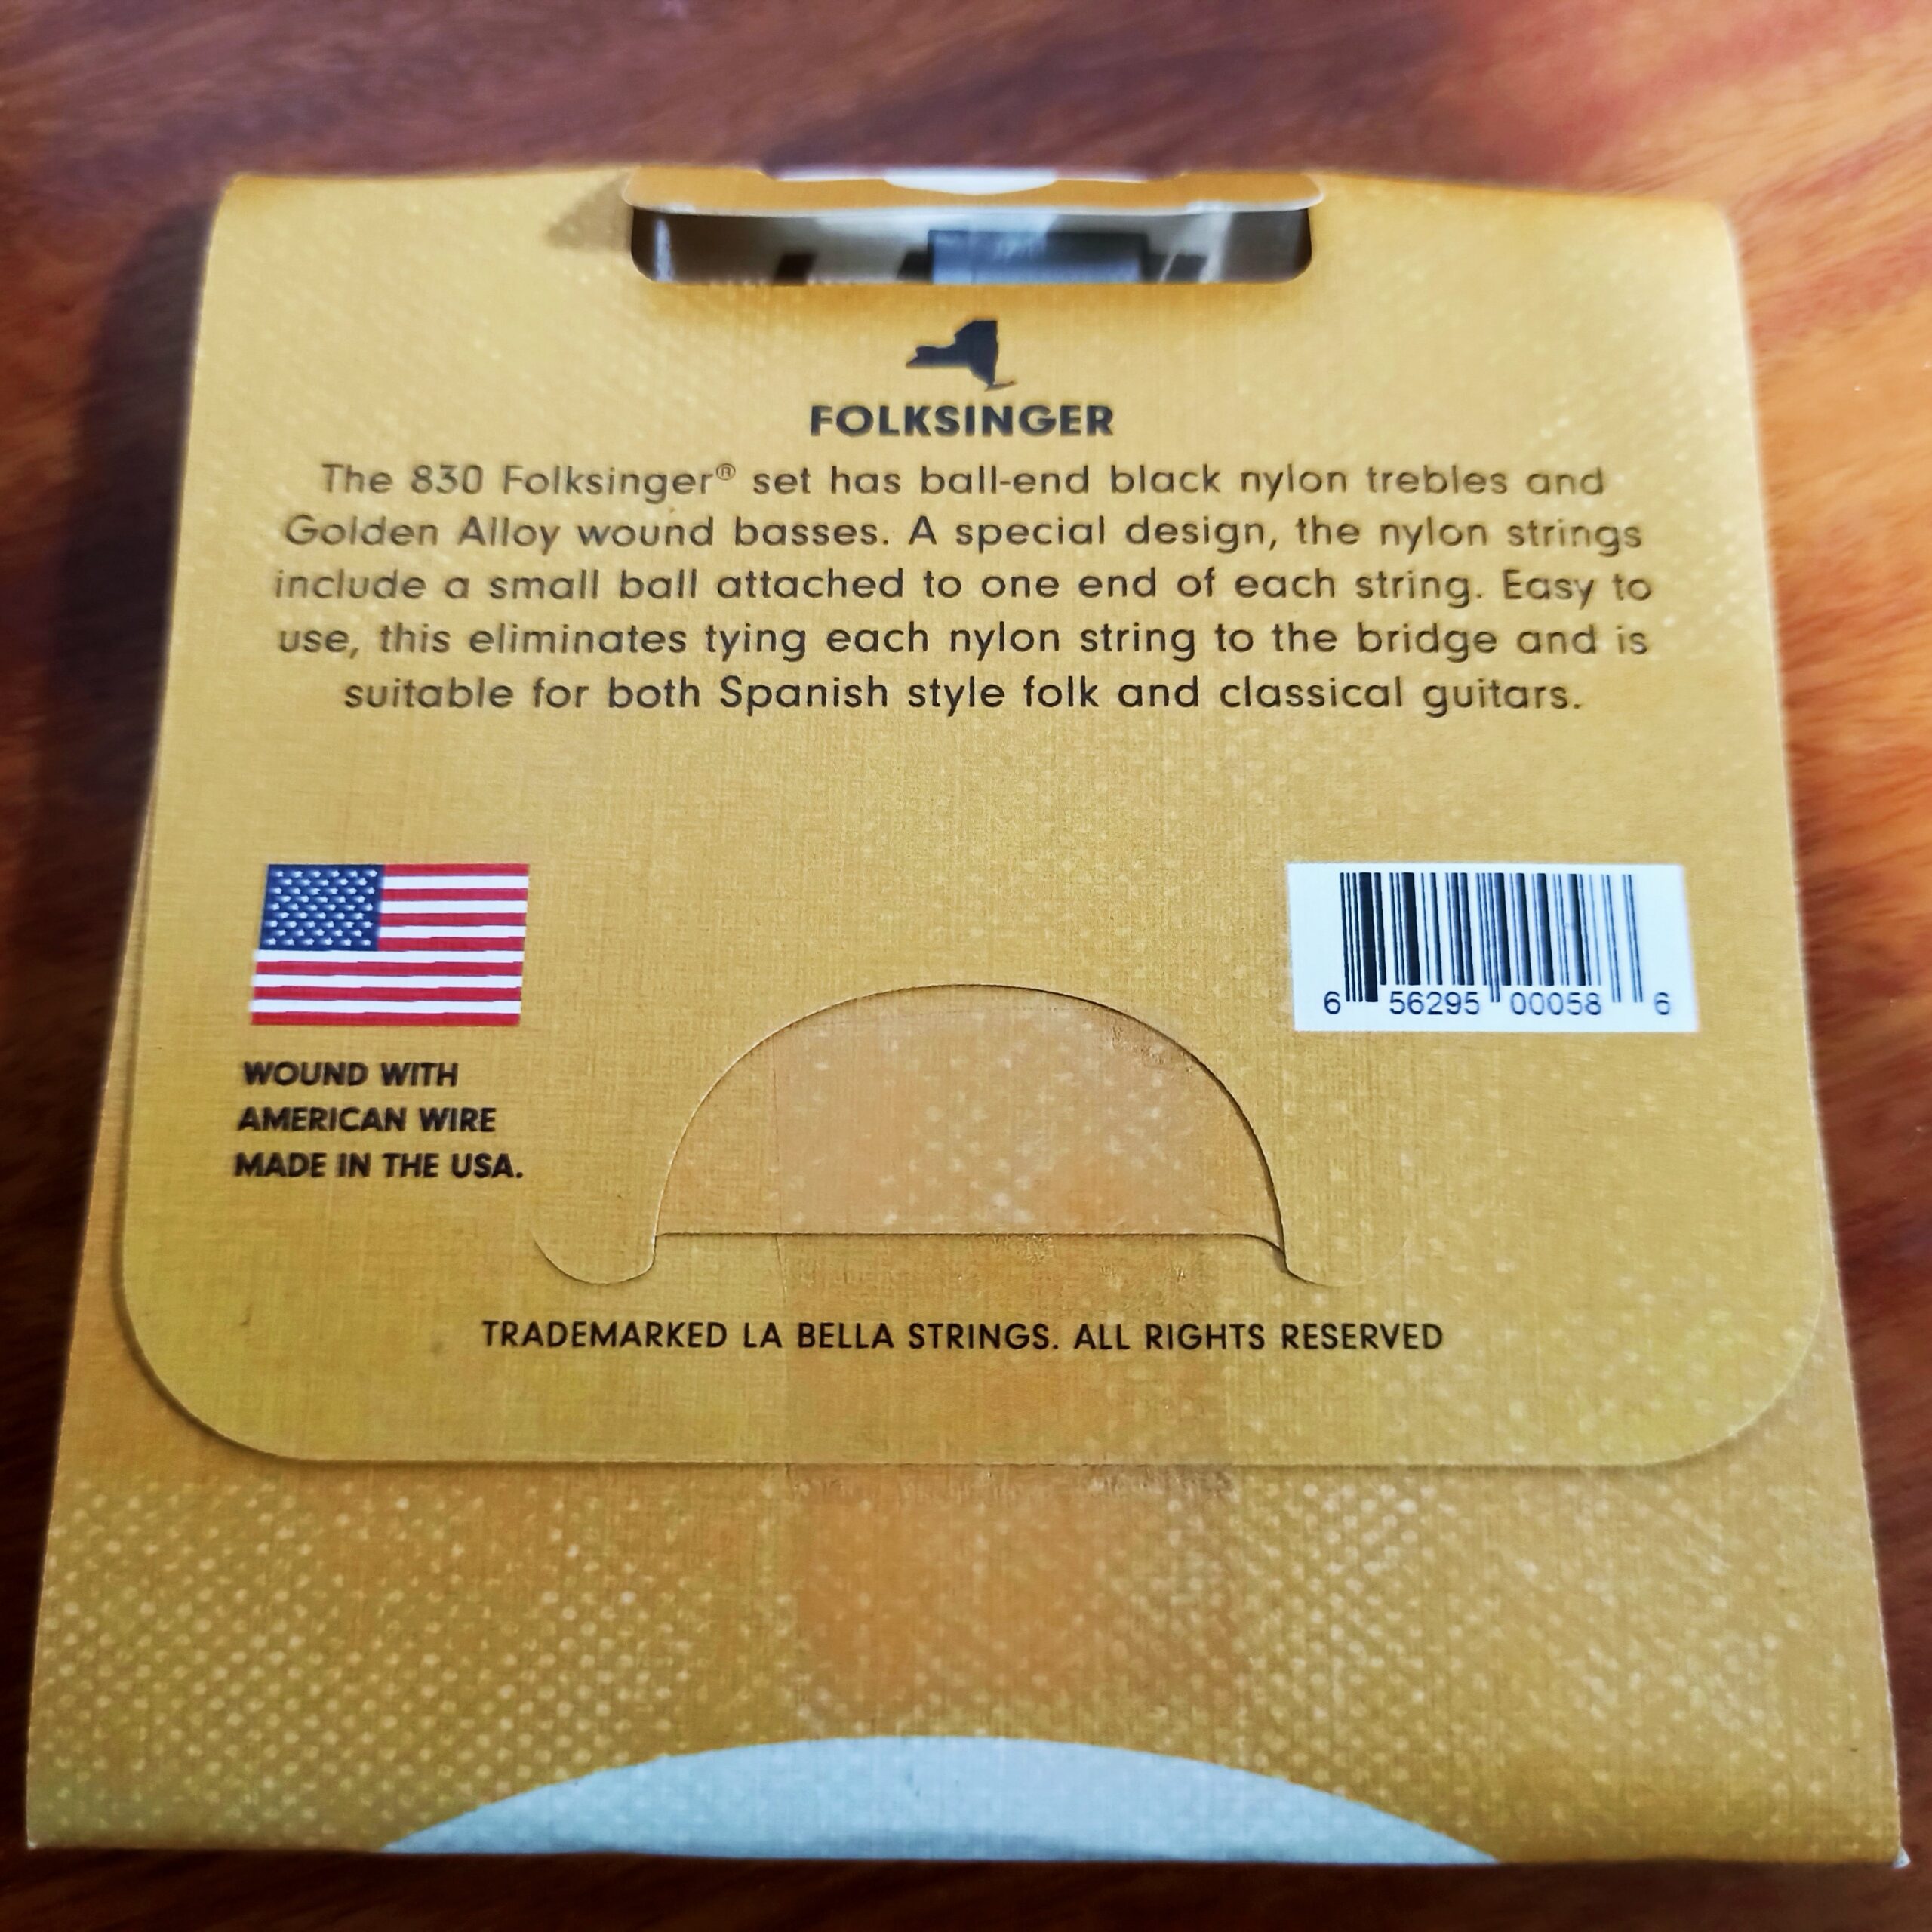 FOLKSINGER
The 830 Folksinger® set has ball-end black nylon trebles and
Golden Alloy wound basses. A special design, the nylon strings
include a small ball attached to one end of each string. Easy to
use, this eliminates tying each nylon string to the bridge and is
suitable for both Spanish style folk and classical guitars.
6 56295 00058 6
WOUND WITH
AMERICAN WIRE
MADE IN THE USA.
TRADEMARKED LA BELLA STRINGS. ALL RIGHTS RESERVED